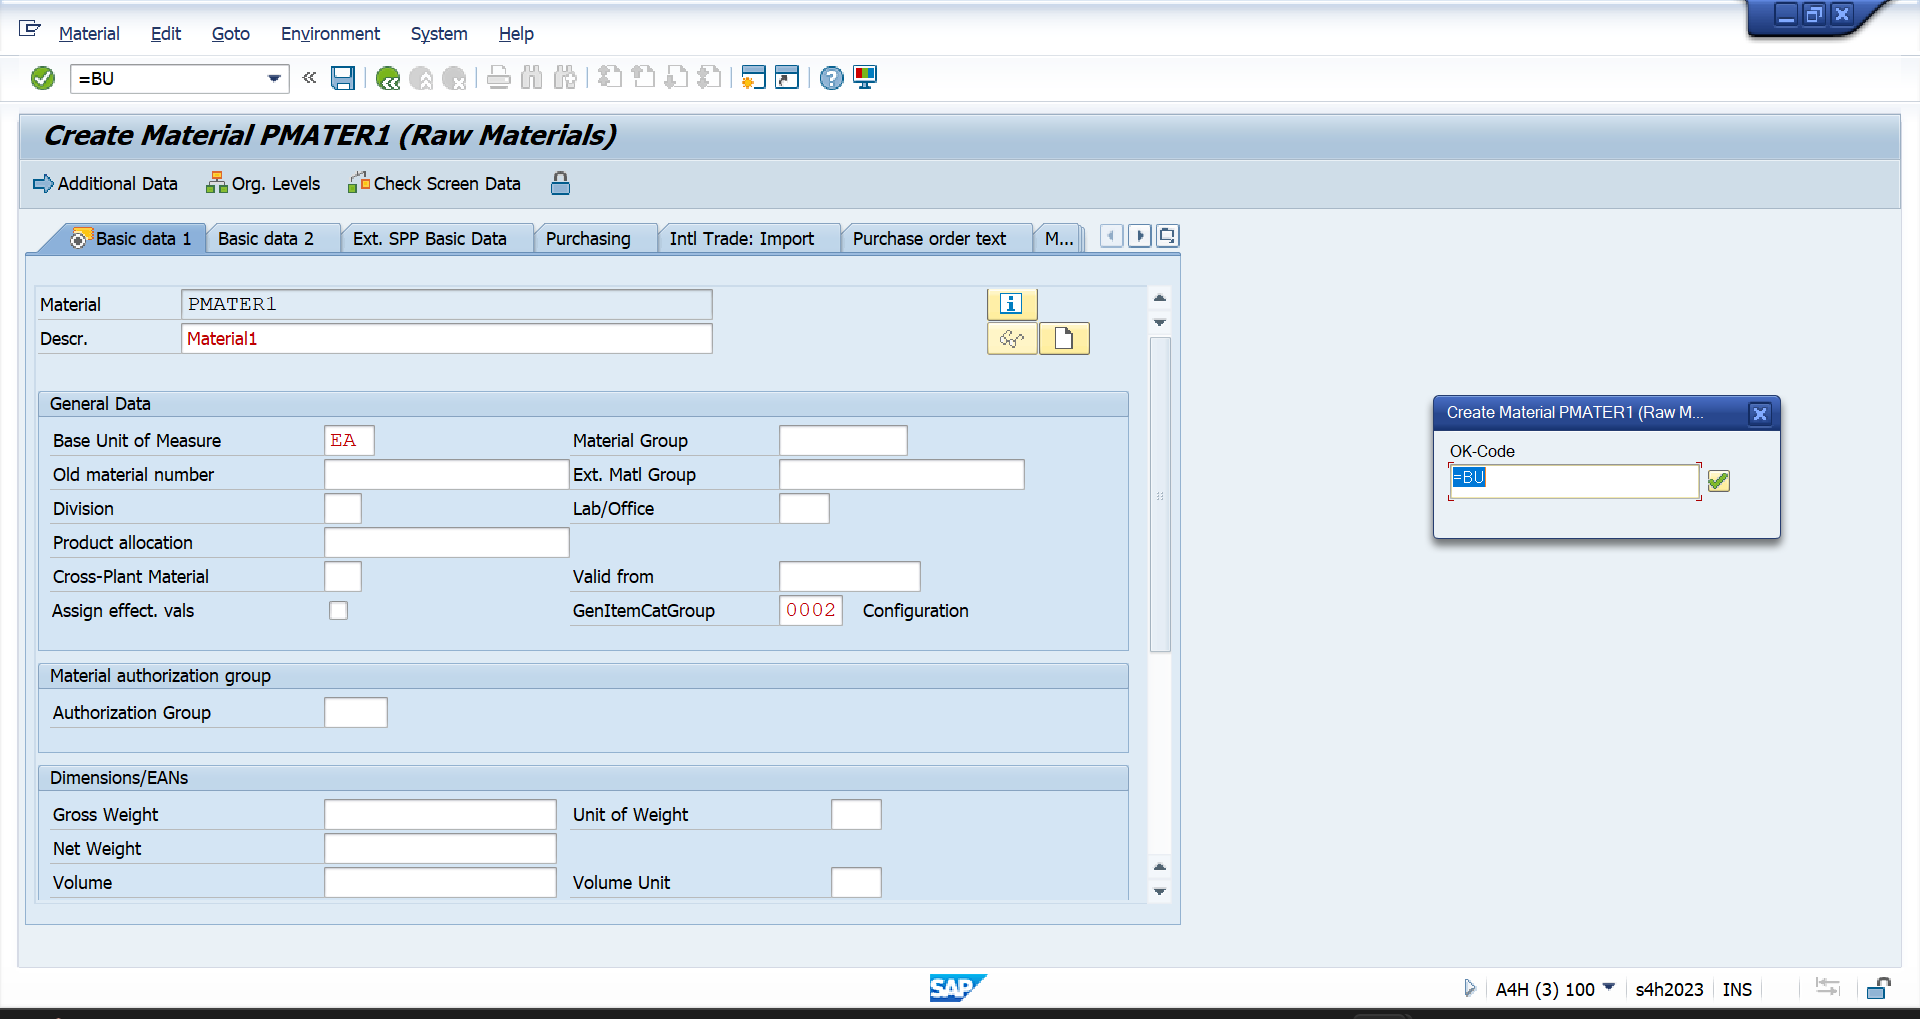 Material Edit Goto Environment System Help
=BU
Create Material PMATER1 (Raw Materials)
Additional Data Org. Levels Check Screen Data
Basic data 1 Basic data 2 Ext. SPP Basic Data Purchasing Intl Trade: Import Purchase order text M...
Material PMATER1
Descr. Material1
General Data
Base Unit of Measure EA Material Group
Old material number Ext. Matl Group
Division Lab/Office
Product allocation
Cross-Plant Material Valid from
Assign effect. vals GenItemCatGroup 0002 Configuration
Material authorization group
Authorization Group
Dimensions/EANs
Gross Weight Unit of Weight
Net Weight
Volume Volume Unit
Create Material PMATER1 (Raw M...
OK-Code
=BU
SAP
A4H (3) 100 s4h2023 INS